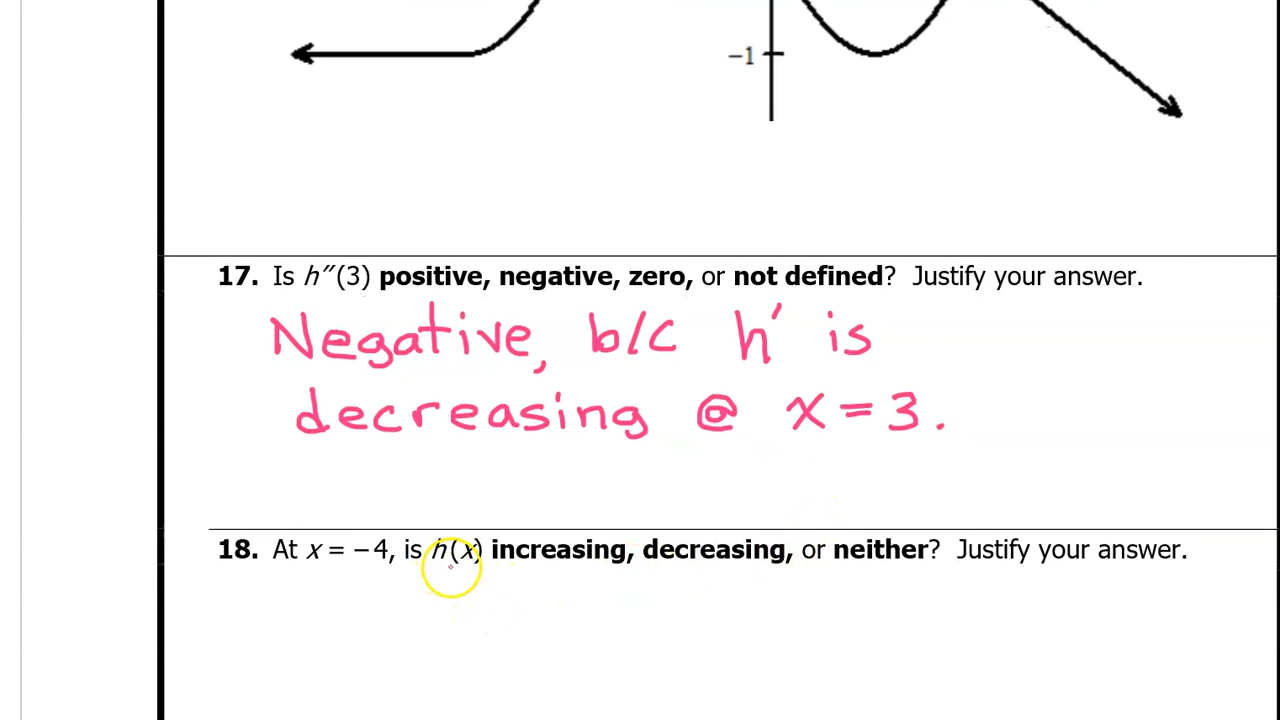 −1
17. Is h″(3) positive, negative, zero, or not defined? Justify your answer.
Negative, b/c h' is
decreasing @ x = 3.
18. At x = −4, is h(x) increasing, decreasing, or neither? Justify your answer.